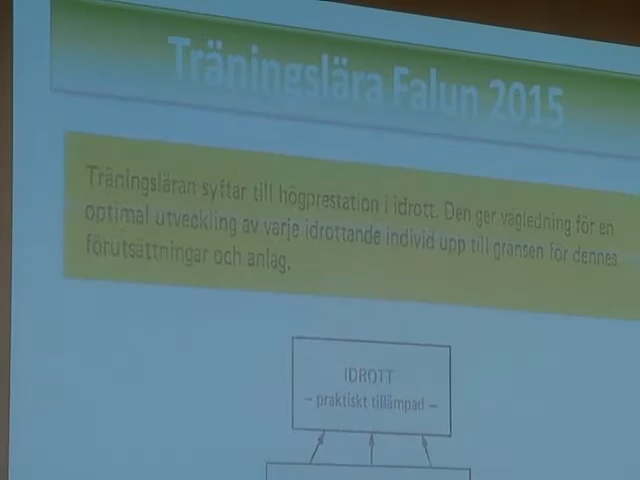 Träningslära Falun 2015
Träningsläran syftar till högprestation i idrott. Den ger vägledning för en
optimal utveckling av varje idrottande individ upp till gränsen för dennes
förutsättningar och anlag.
IDROTT
– praktiskt tillämpad –